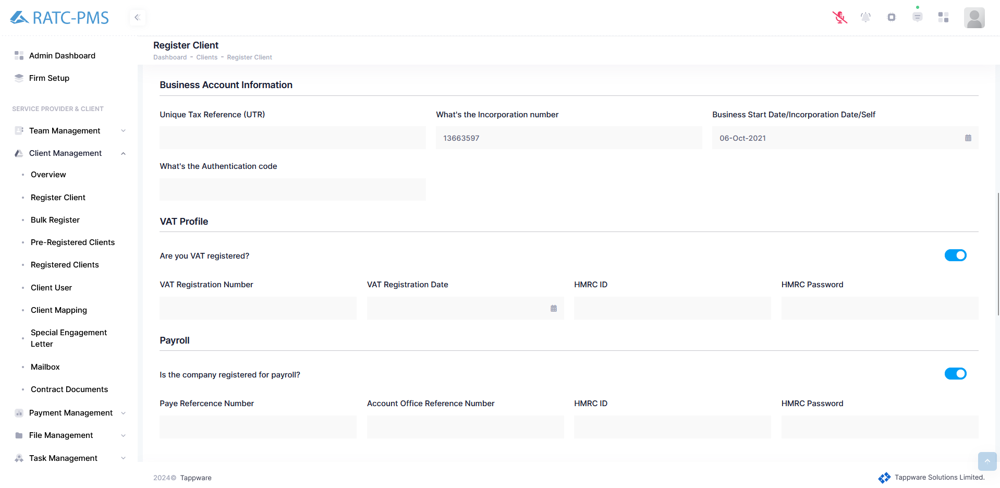 RATC-PMS
Register Client
Dashboard - Clients - Register Client
Admin Dashboard
Firm Setup
SERVICE PROVIDER & CLIENT
Team Management
Client Management
Overview
Register Client
Bulk Register
Pre-Registered Clients
Registered Clients
Client User
Client Mapping
Special Engagement
Letter
Mailbox
Contract Documents
Payment Management
File Management
Task Management
Business Account Information
Unique Tax Reference (UTR)
What's the Incorporation number
Business Start Date/Incorporation Date/Self
13663597
06-Oct-2021
What's the Authentication code
VAT Profile
Are you VAT registered?
VAT Registration Number
VAT Registration Date
HMRC ID
HMRC Password
Payroll
Is the company registered for payroll?
Paye Refercence Number
Account Office Reference Number
HMRC ID
HMRC Password
2024© Tappware
Tappware Solutions Limited.